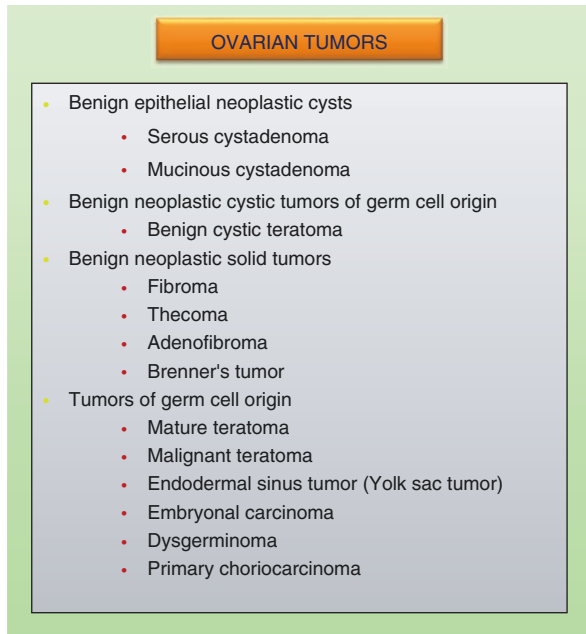 OVARIAN TUMORS
• Benign epithelial neoplastic cysts
• Serous cystadenoma
• Mucinous cystadenoma
• Benign neoplastic cystic tumors of germ cell origin
• Benign cystic teratoma
• Benign neoplastic solid tumors
• Fibroma
• Thecoma
• Adenofibroma
• Brenner's tumor
• Tumors of germ cell origin
• Mature teratoma
• Malignant teratoma
• Endodermal sinus tumor (Yolk sac tumor)
• Embryonal carcinoma
• Dysgerminoma
• Primary choriocarcinoma